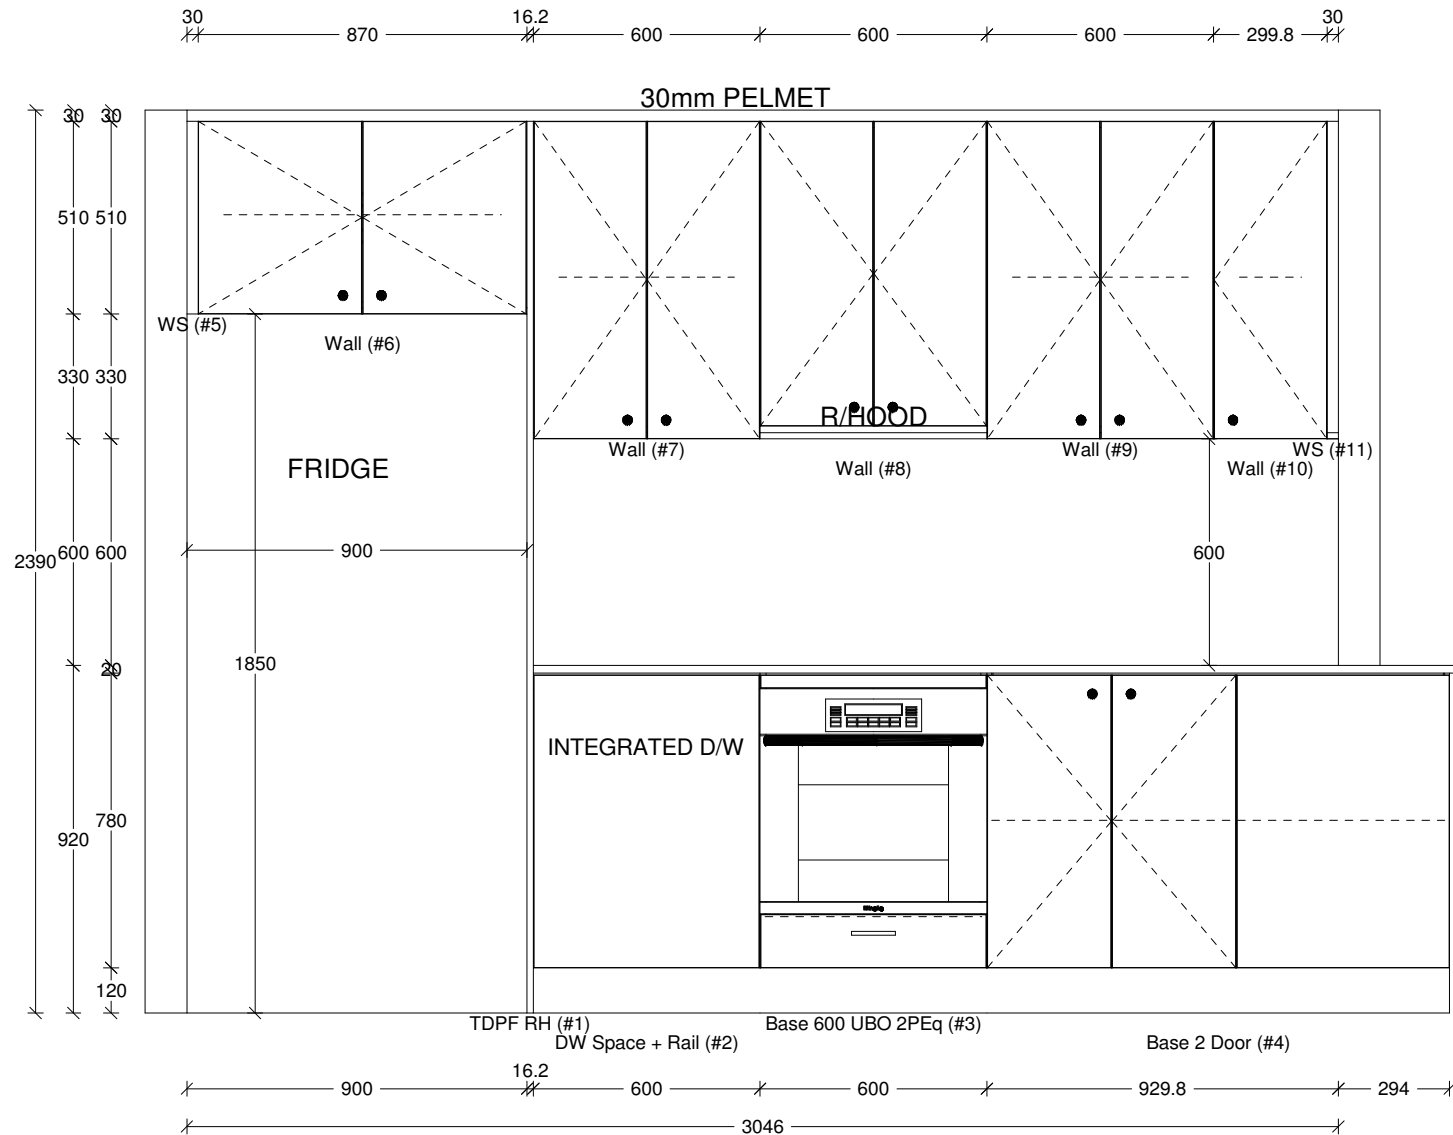 30 16.2 30
870 600 600 600 299.8
30mm PELMET
30 30
510 510
R/HOOD
WS (#5)
Wall (#6)
330 330
Wall (#7) Wall (#9) WS (#11)
Wall (#8) Wall (#10)
FRIDGE
900
2390 600 600 600
1850
20
INTEGRATED D/W
780
920
120
TDPF RH (#1) Base 600 UBO 2PEq (#3)
DW Space + Rail (#2) Base 2 Door (#4)
16.2
900 600 600 929.8 294
3046